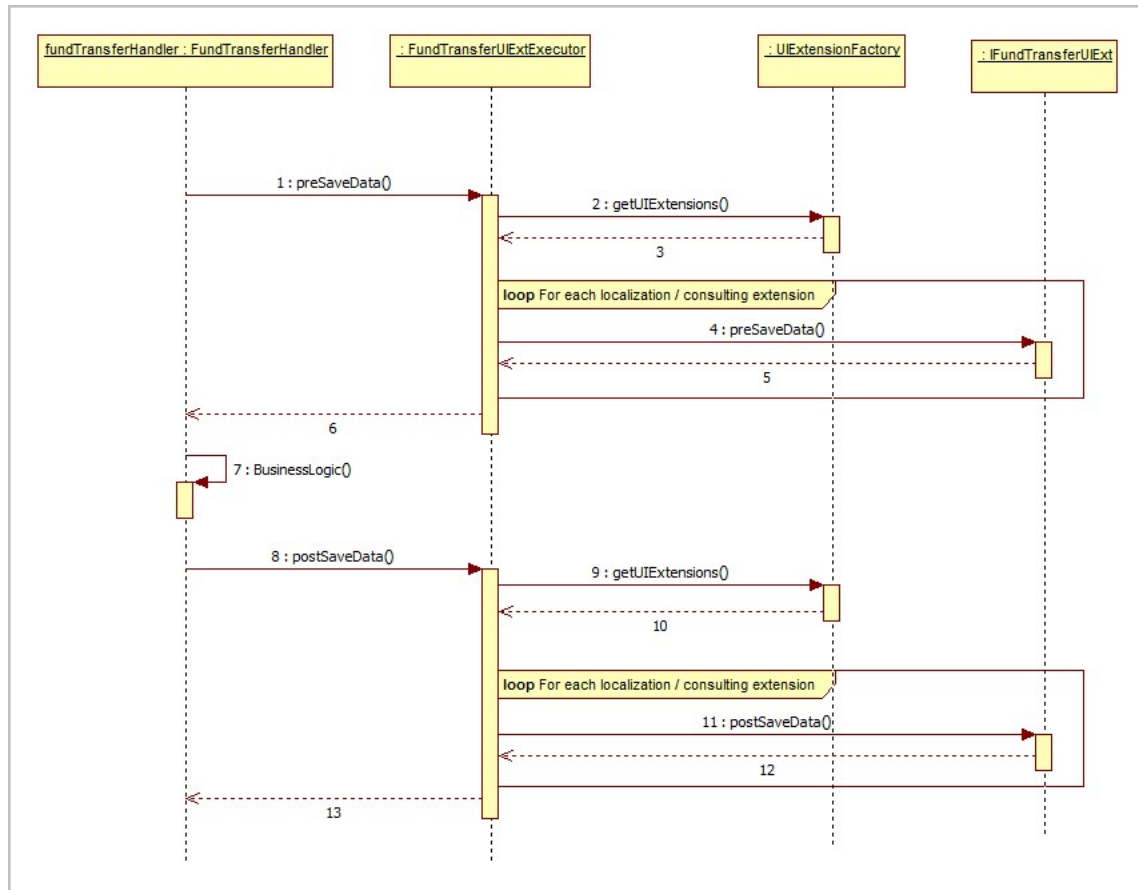 fundTransferHandler : FundTransferHandler
: FundTransferUIExtExecutor
: UIExtensionFactory
: IFundTransferUIExt
1 : preSaveData()
2 : getUIExtensions()
3
loop For each localization / consulting extension
4 : preSaveData()
5
6
7 : BusinessLogic()
8 : postSaveData()
9 : getUIExtensions()
10
loop For each localization / consulting extension
11 : postSaveData()
12
13